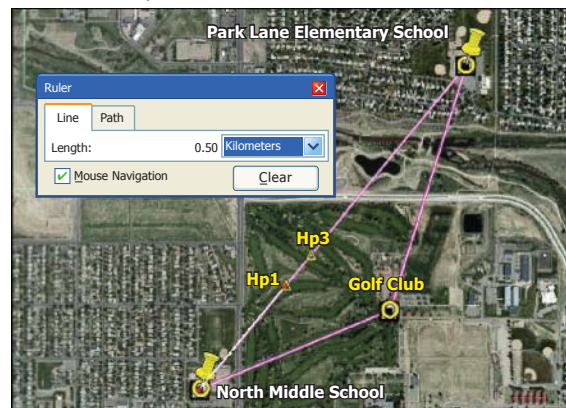 Park Lane Elementary School
Ruler
Line Path
Length: 0.50 Kilometers
Mouse Navigation Clear
Hp3
Hp1
Golf Club
North Middle School